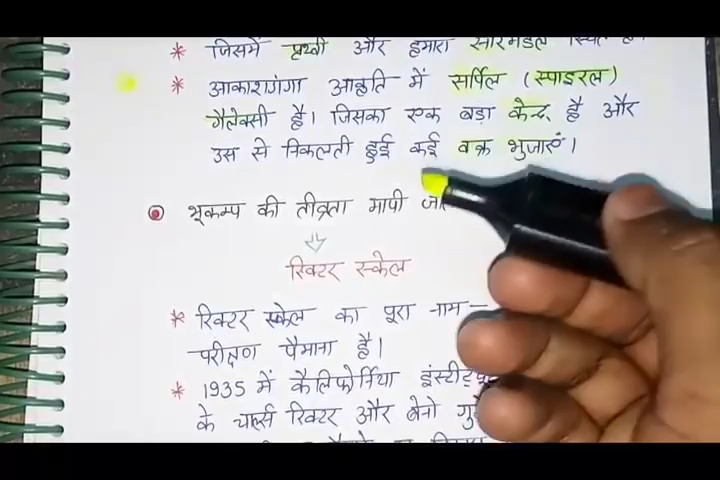 * जिसमें पृथ्वी और हमारा सौरमंडल स्थित है।
* आकाशगंगा आकृति में सर्पिल (स्पाइरल)
गैलेक्सी है। जिसका एक बड़ा केन्द्र है और
उस से निकलती हुई कई वक्र भुजाएं।
भूकम्प की तीव्रता मापी
रिक्टर स्केल
* रिक्टर स्केल का पूरा नाम –
परीक्षण पैमाना है।
* 1935 में कैलिफोर्निया
के चार्ल्स रिक्टर और बेनो